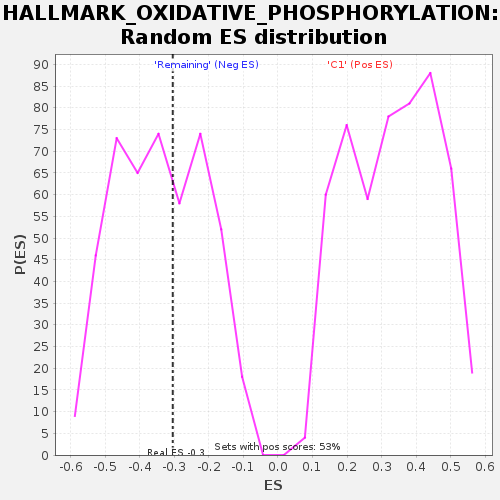 HALLMARK_OXIDATIVE_PHOSPHORYLATION:
Random ES distribution
'Remaining' (Neg ES) 'C1' (Pos ES)
90
85
80
75
70
65
60
55
50
45
40
35
30
25
20
15
10
5
0
P(ES)
Sets with pos scores: 53%
Real ES -0.3
-0.6 -0.5 -0.4 -0.3 -0.2 -0.1 0.0 0.1 0.2 0.3 0.4 0.5 0.6
ES